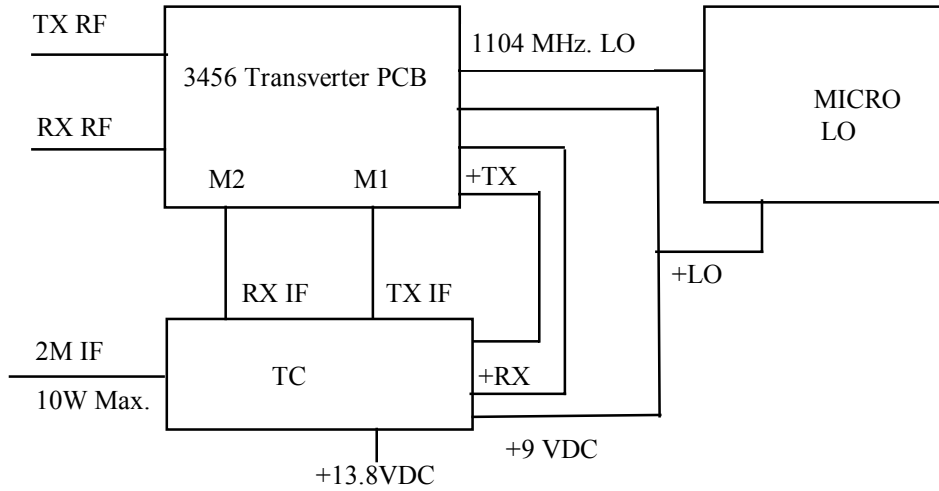 TX RF
1104 MHz. LO
3456 Transverter PCB
MICRO
LO
RX RF
M2
M1
+TX
+LO
RX IF
TX IF
2M IF
TC
+RX
10W Max.
+9 VDC
+13.8VDC